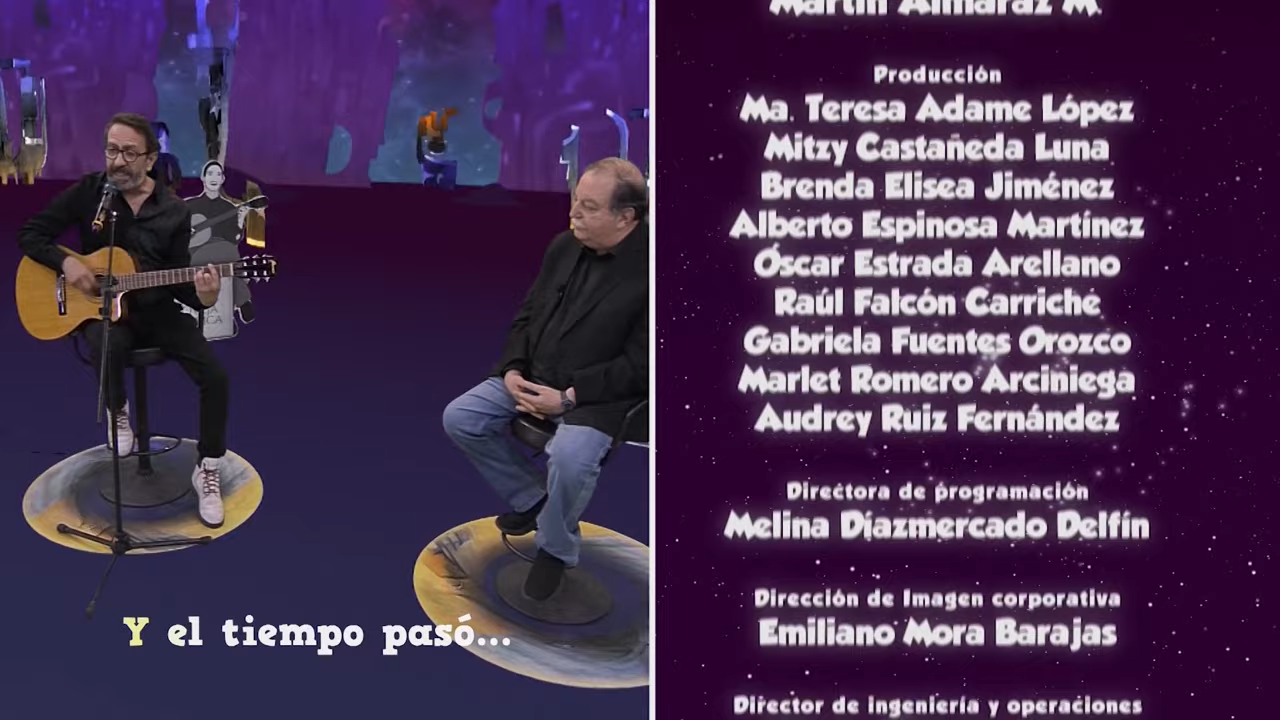 Y el tiempo pasó...
Martín Almaraz M.
Producción
Ma. Teresa Adame López
Mitzy Castañeda Luna
Brenda Elisea Jiménez
Alberto Espinosa Martínez
Óscar Estrada Arellano
Raúl Falcón Carriche
Gabriela Fuentes Orozco
Marlet Romero Arciniega
Audrey Ruiz Fernández
Directora de programación
Melina Díazmercado Delfín
Dirección de Imagen corporativa
Emiliano Mora Barajas
Director de ingeniería y operaciones